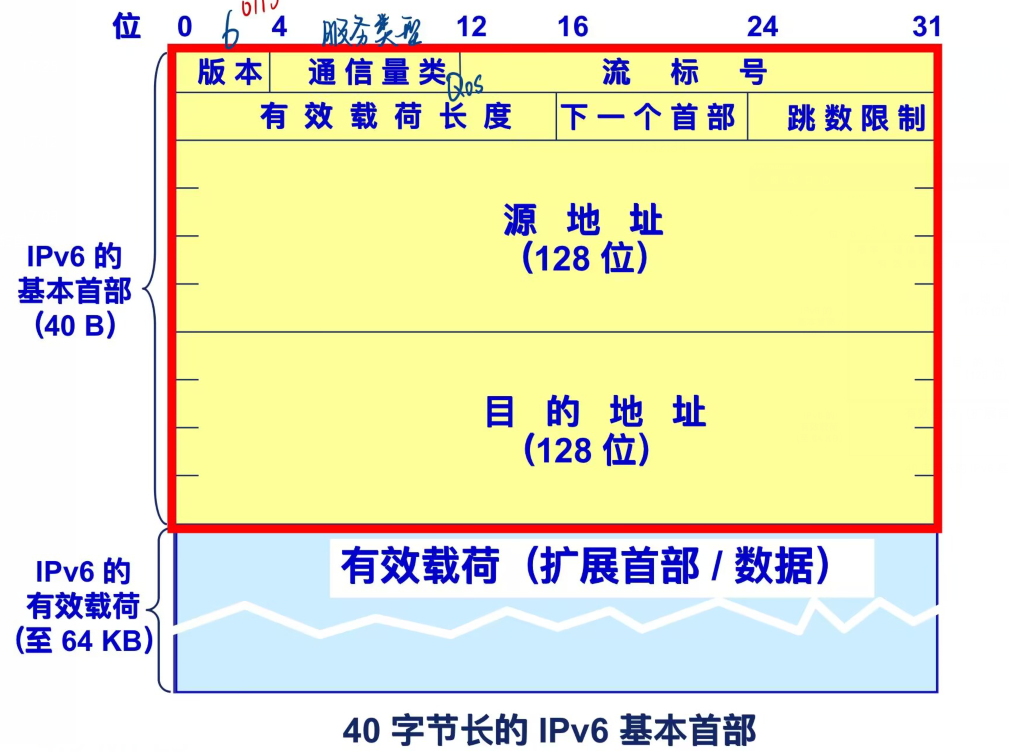 bits
位 0 4 12 16 24 31
6 服务类型
版本 通信量类 流标号
Qos
有效载荷长度 下一个首部 跳数限制
源地址
(128 位)
IPv6 的
基本首部
(40 B)
目的地址
(128 位)
有效载荷（扩展首部 / 数据）
IPv6 的
有效载荷
(至 64 KB)
40 字节长的 IPv6 基本首部